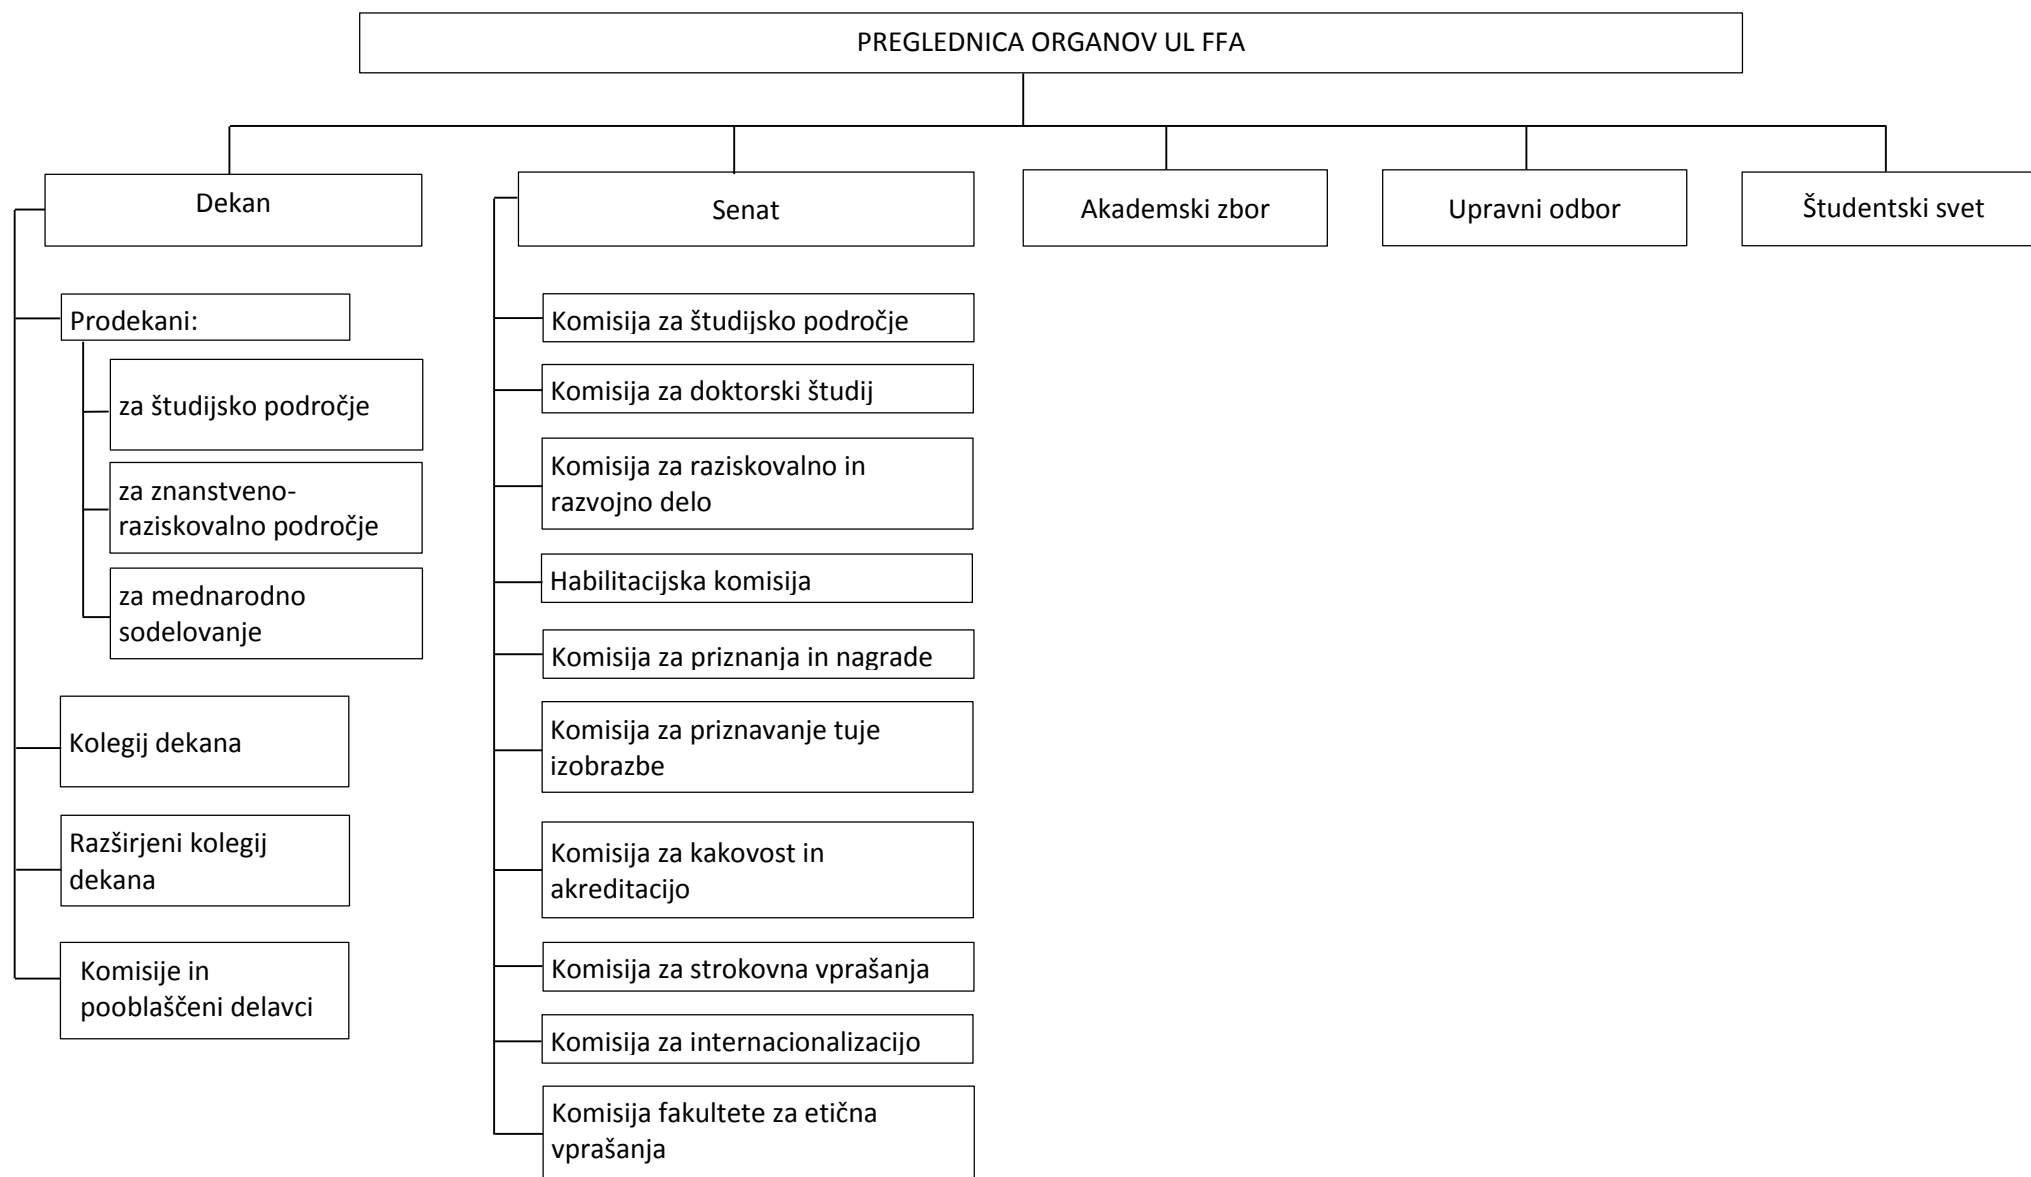 PREGLEDNICA ORGANOV UL FFA
Dekan
Senat
Akademski zbor
Upravni odbor
Študentski svet
Prodekani:
za študijsko področje
za znanstveno-
raziskovalno področje
za mednarodno
sodelovanje
Kolegij dekana
Razširjeni kolegij
dekana
Komisije in
pooblaščeni delavci
Komisija za študijsko področje
Komisija za doktorski študij
Komisija za raziskovalno in
razvojno delo
Habilitacijska komisija
Komisija za priznanja in nagrade
Komisija za priznavanje tuje
izobrazbe
Komisija za kakovost in
akreditacijo
Komisija za strokovna vprašanja
Komisija za internacionalizacijo
Komisija fakultete za etična
vprašanja